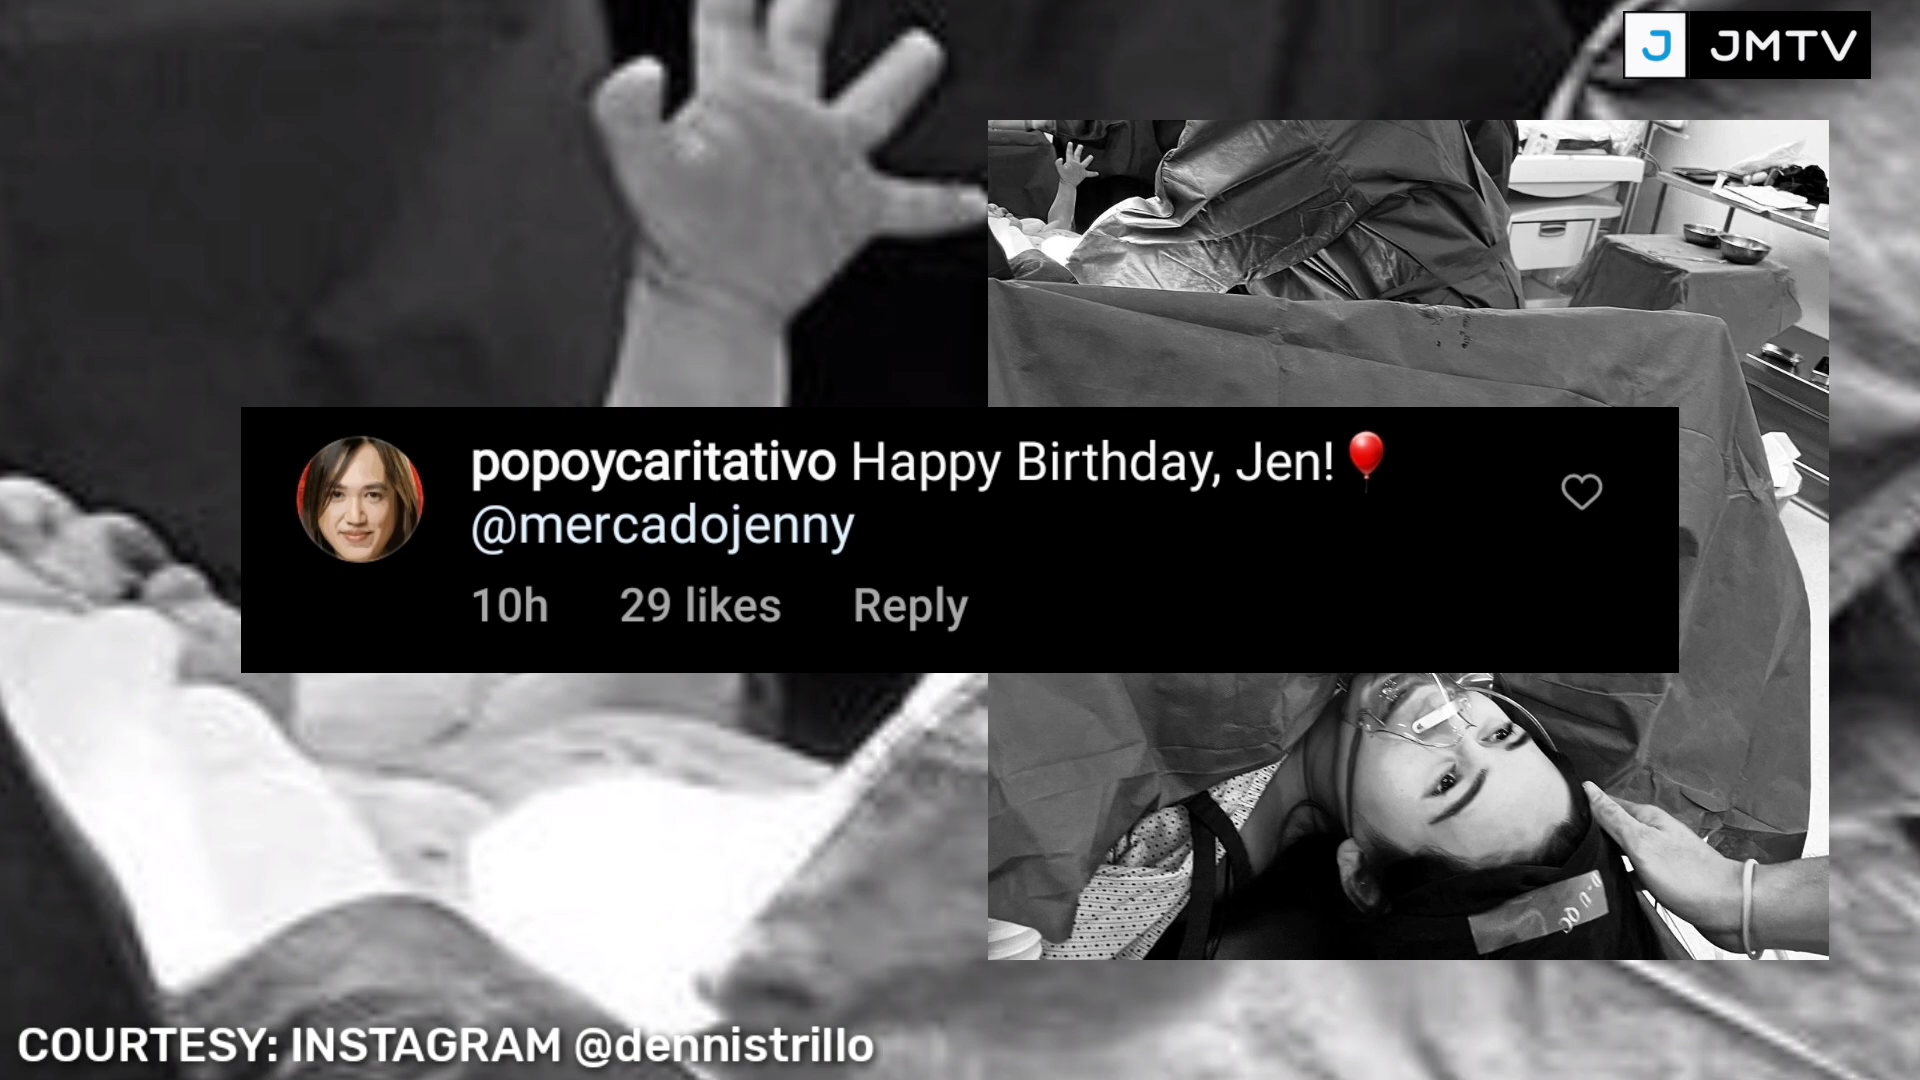 J JMTV
popoycaritativo Happy Birthday, Jen!🎈
@mercadojenny
10h 29 likes Reply
COURTESY: INSTAGRAM @dennistrillo